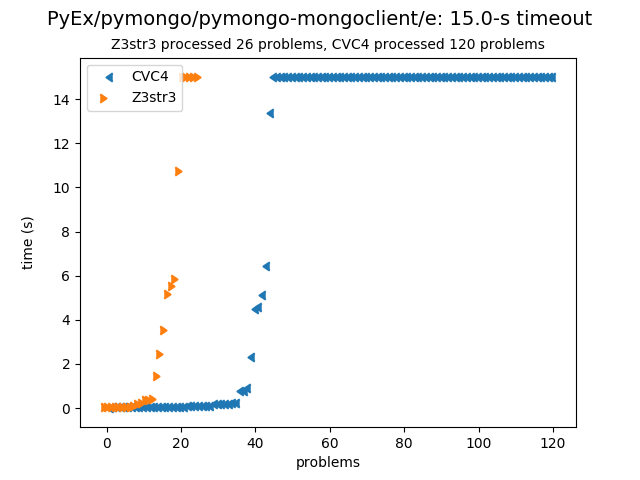 PyEx/pymongo/pymongo-mongoclient/e: 15.0-s timeout
Z3str3 processed 26 problems, CVC4 processed 120 problems
CVC4
Z3str3
14
12
10
8
6
4
2
0
time (s)
0 20 40 60 80 100 120
problems